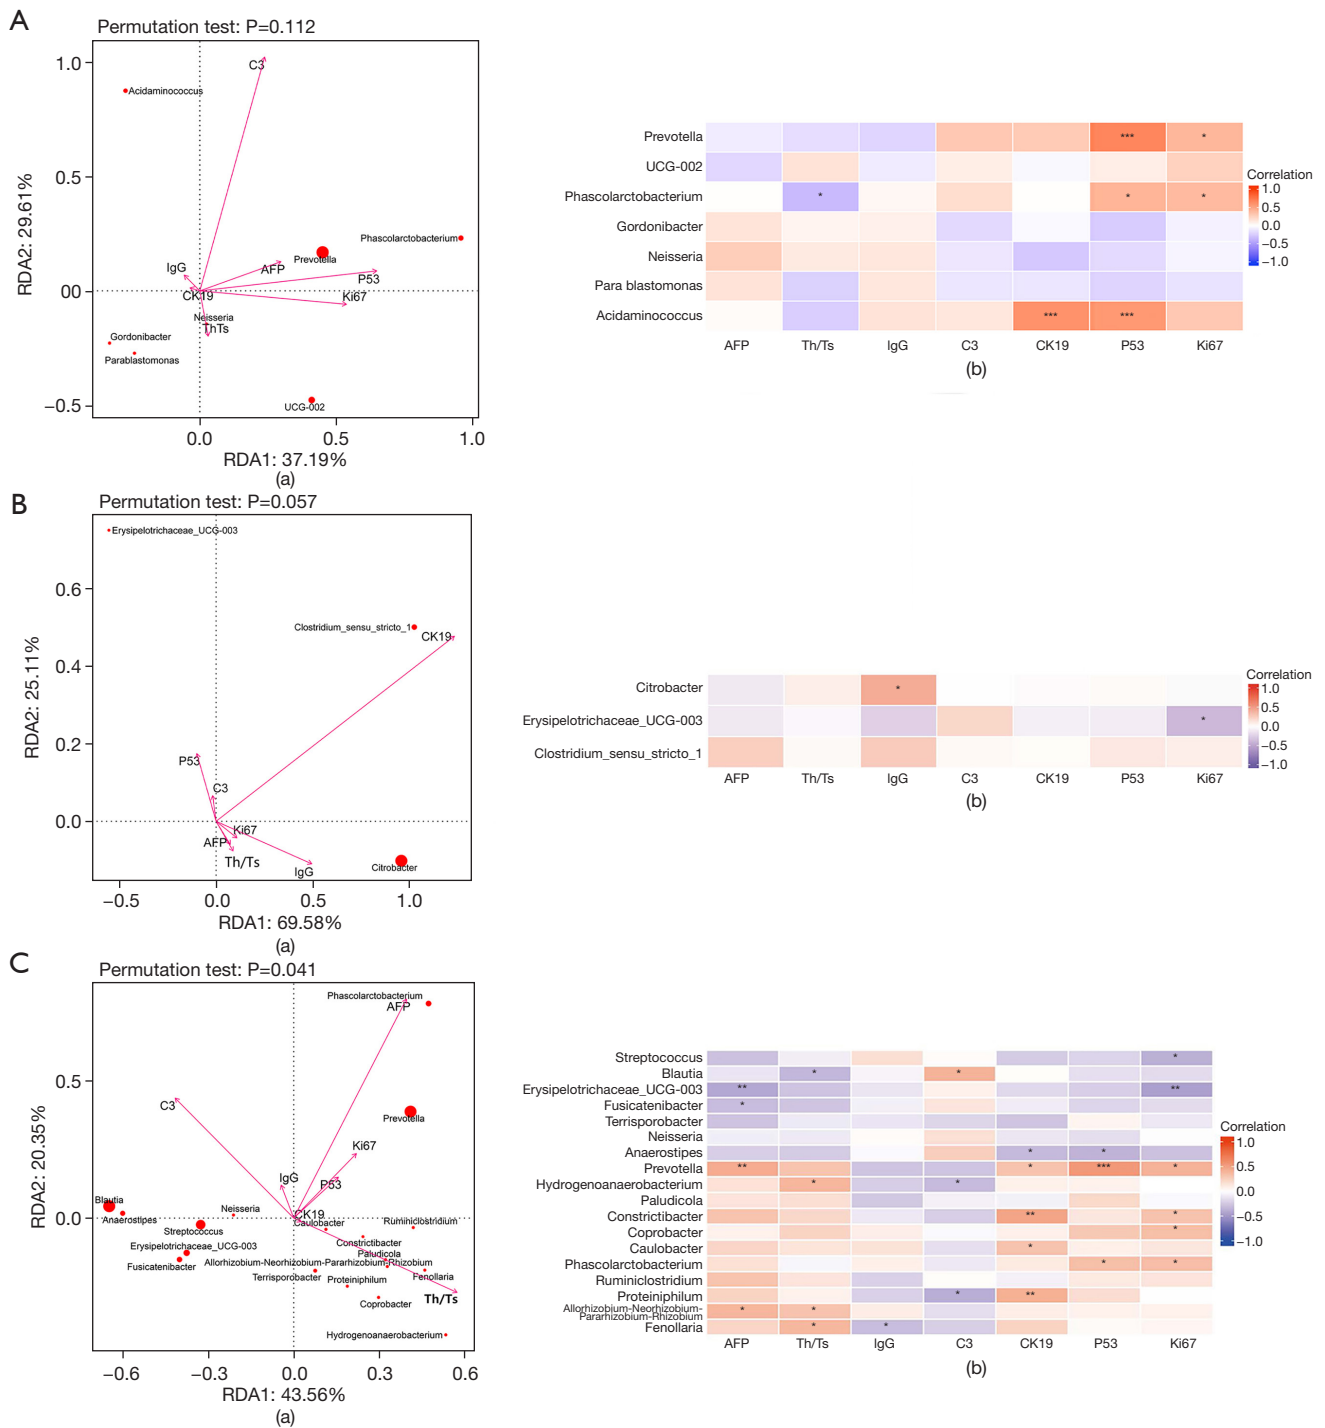 A
Permutation test: P=0.112
1.0
0.5
00
−0.5
RDA2: 29.61%
C3
Acidaminococcus
Phascolarctobacterium
Prevotella
AFP
IgG
P53
CK19
Ki67
Neisseria
ThTs
Gordonibacter
Parablastomonas
UCG-002
0.0 0.5 1.0
RDA1: 37.19%
(a)
Prevotella *** *
UCG-002
Phascolarctobacterium * * *
Gordonibacter
Neisseria
Para blastomonas
Acidaminococcus *** ***
AFP Th/Ts IgG C3 CK19 P53 Ki67
(b)
Correlation
1.0
0.5
0.0
−0.5
−1.0
B
Permutation test: P=0.057
0.6
0.4
0.2
0.0
RDA2: 25.11%
Erysipelotrichaceae_UCG-003
Clostridium_sensu_stricto_1
CK19
P53
C3
Ki67
AFP
Th/Ts
IgG
Citrobacter
−0.5 0.0 0.5 1.0
RDA1: 69.58%
(a)
Citrobacter *
Erysipelotrichaceae_UCG-003 *
Clostridium_sensu_stricto_1
AFP Th/Ts IgG C3 CK19 P53 Ki67
(b)
Correlation
1.0
0.5
0.0
−0.5
−1.0
C
Permutation test: P=0.041
0.5
0.0
RDA2: 20.35%
Phascolarctobacterium
AFP
C3
Prevotella
Ki67
IgG
P53
Blautia
Anaerostipes
Neisseria
CK19
Streptococcus
Caulobacter
Ruminiclostridium
Constrictibacter
Erysipelotrichaceae_UCG-003
Paludicola
Fusicatenibacter
Allorhizobium-Neorhizobium-Pararhizobium-Rhizobium
Terrisporobacter
Proteiniphilum
Fenollaria
Th/Ts
Coprobacter
Hydrogenoanaerobacterium
−0.6 −0.3 0.0 0.3 0.6
RDA1: 43.56%
(a)
Streptococcus *
Blautia * *
Erysipelotrichaceae_UCG-003 ** **
Fusicatenibacter *
Terrisporobacter
Neisseria
Anaerostipes * *
Prevotella ** * *** *
Hydrogenoanaerobacterium * *
Paludicola
Constrictibacter ** *
Coprobacter *
Caulobacter *
Phascolarctobacterium * *
Ruminiclostridium
Proteiniphilum * **
Allorhizobium-Neorhizobium-
Pararhizobium-Rhizobium * *
Fenollaria * *
AFP Th/Ts IgG C3 CK19 P53 Ki67
(b)
Correlation
1.0
0.5
0.0
−0.5
−1.0